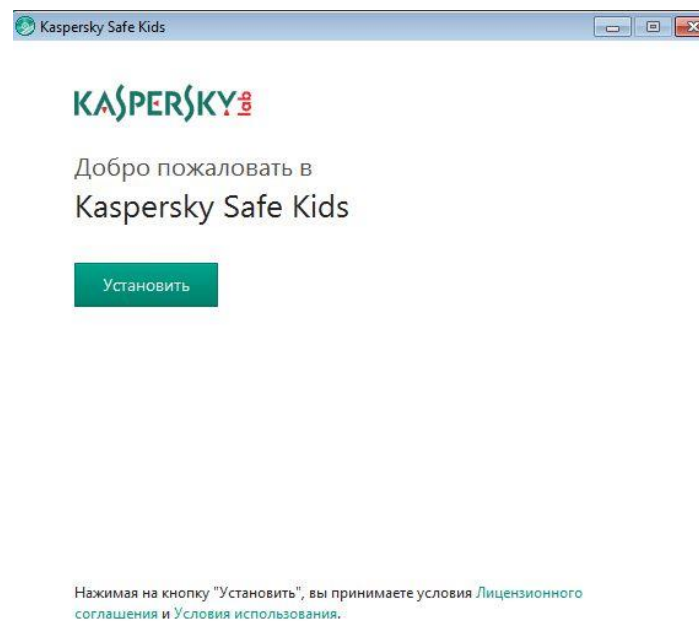 Kaspersky Safe Kids
KASPERSKY lab
Добро пожаловать в
Kaspersky Safe Kids
Установить
Нажимая на кнопку "Установить", вы принимаете условия Лицензионного
соглашения и Условия использования.